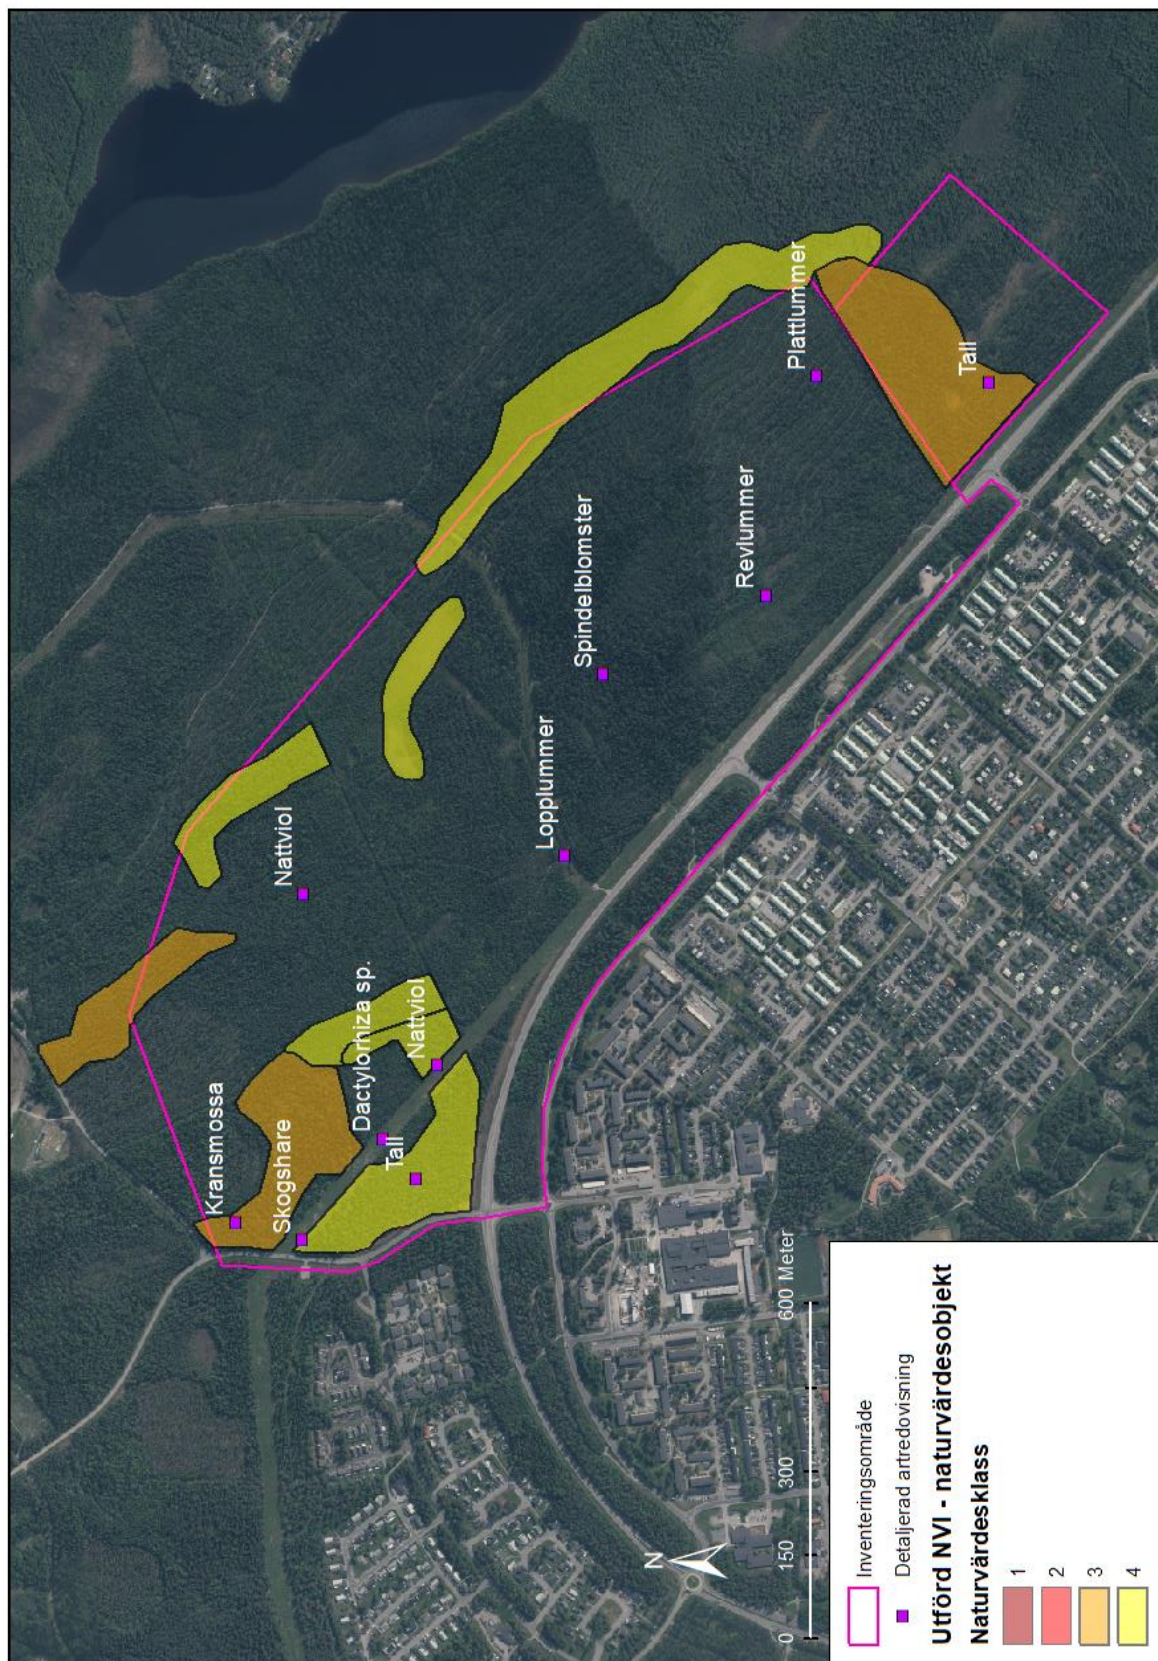 Kransmossa
Skogshare
Dactylorhiza sp.
Tall
Nattviol
Nattviol
Lopplummer
Spindelblomster
Revlummer
Plattlummer
Tall
N
0 150 300 600 Meter
Inventeringsområde
Detaljerad artredovisning
Utförd NVI - naturvärdesobjekt
Naturvärdesklass
1
2
3
4